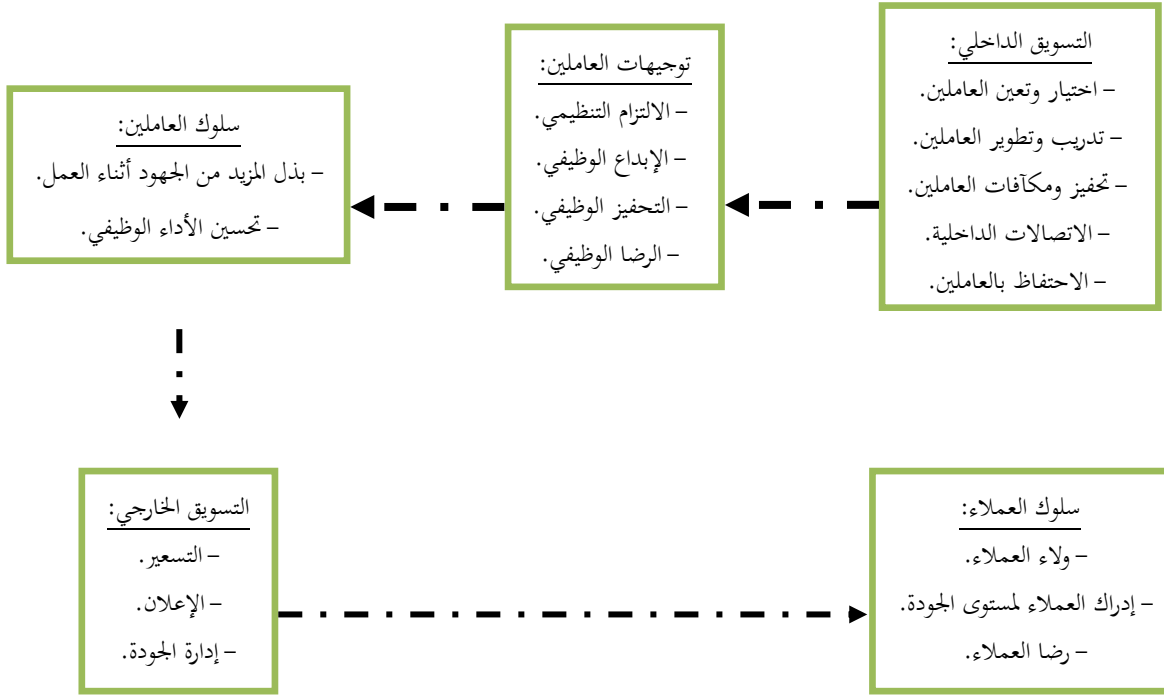 التسويق الداخلي:
– اختيار وتعين العاملين.
– تدريب وتطوير العاملين.
– تحفيز ومكآفات العاملين.
– الاتصالات الداخلية.
– الاحتفاظ بالعاملين.
توجيهات العاملين:
– الالتزام التنظيمي.
– الإبداع الوظيفي.
– التحفيز الوظيفي.
– الرضا الوظيفي.
سلوك العاملين:
– بذل المزيد من الجهود أثناء العمل.
– تحسين الأداء الوظيفي.
التسويق الخارجي:
– التسعير.
– الإعلان.
– إدارة الجودة.
سلوك العملاء:
– ولاء العملاء.
– إدراك العملاء لمستوى الجودة.
– رضا العملاء.